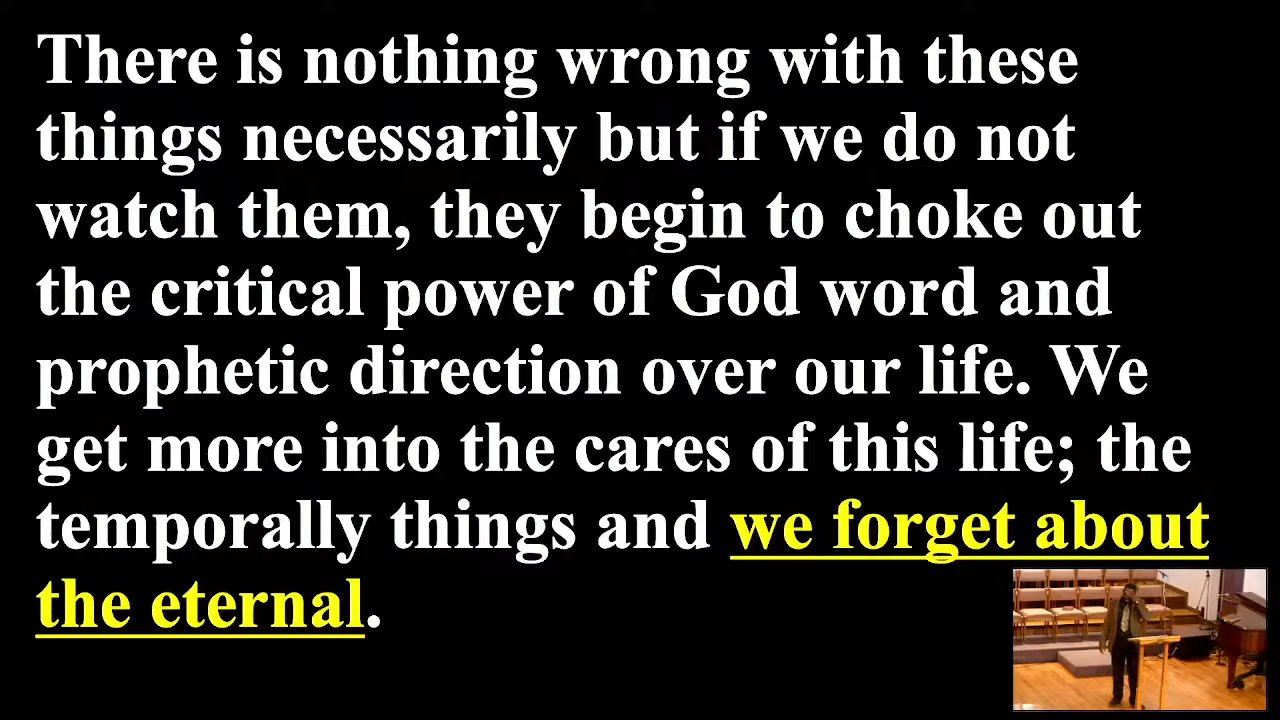 There is nothing wrong with these
things necessarily but if we do not
watch them, they begin to choke out
the critical power of God word and
prophetic direction over our life. We
get more into the cares of this life; the
temporally things and we forget about
the eternal.